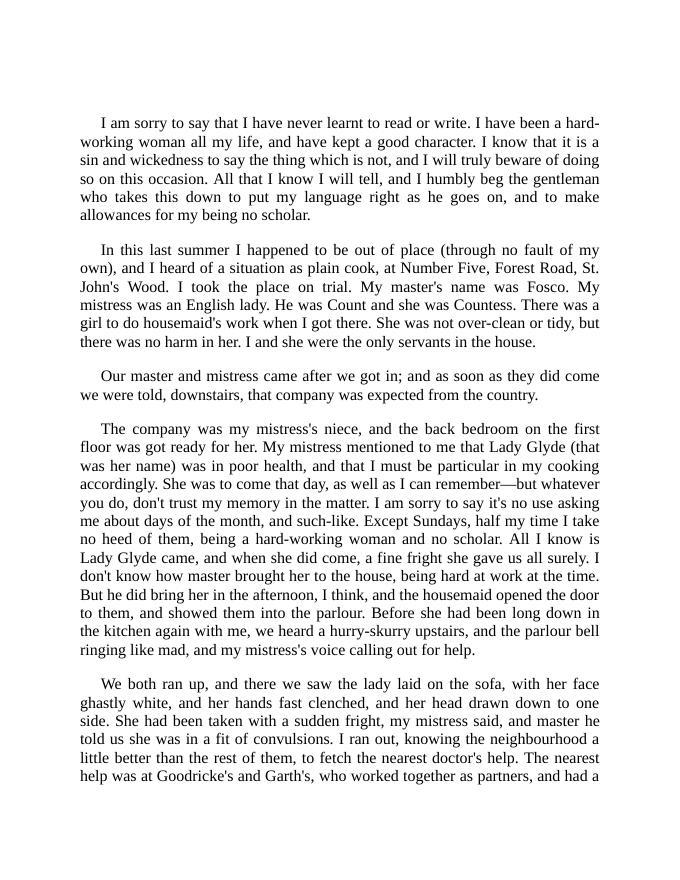 I am sorry to say that I have never learnt to read or write. I have been a hard-
working woman all my life, and have kept a good character. I know that it is a
sin and wickedness to say the thing which is not, and I will truly beware of doing
so on this occasion. All that I know I will tell, and I humbly beg the gentleman
who takes this down to put my language right as he goes on, and to make
allowances for my being no scholar.
In this last summer I happened to be out of place (through no fault of my
own), and I heard of a situation as plain cook, at Number Five, Forest Road, St.
John's Wood. I took the place on trial. My master's name was Fosco. My
mistress was an English lady. He was Count and she was Countess. There was a
girl to do housemaid's work when I got there. She was not over-clean or tidy, but
there was no harm in her. I and she were the only servants in the house.
Our master and mistress came after we got in; and as soon as they did come
we were told, downstairs, that company was expected from the country.
The company was my mistress's niece, and the back bedroom on the first
floor was got ready for her. My mistress mentioned to me that Lady Glyde (that
was her name) was in poor health, and that I must be particular in my cooking
accordingly. She was to come that day, as well as I can remember—but whatever
you do, don't trust my memory in the matter. I am sorry to say it's no use asking
me about days of the month, and such-like. Except Sundays, half my time I take
no heed of them, being a hard-working woman and no scholar. All I know is
Lady Glyde came, and when she did come, a fine fright she gave us all surely. I
don't know how master brought her to the house, being hard at work at the time.
But he did bring her in the afternoon, I think, and the housemaid opened the door
to them, and showed them into the parlour. Before she had been long down in
the kitchen again with me, we heard a hurry-skurry upstairs, and the parlour bell
ringing like mad, and my mistress's voice calling out for help.
We both ran up, and there we saw the lady laid on the sofa, with her face
ghastly white, and her hands fast clenched, and her head drawn down to one
side. She had been taken with a sudden fright, my mistress said, and master he
told us she was in a fit of convulsions. I ran out, knowing the neighbourhood a
little better than the rest of them, to fetch the nearest doctor's help. The nearest
help was at Goodricke's and Garth's, who worked together as partners, and had a